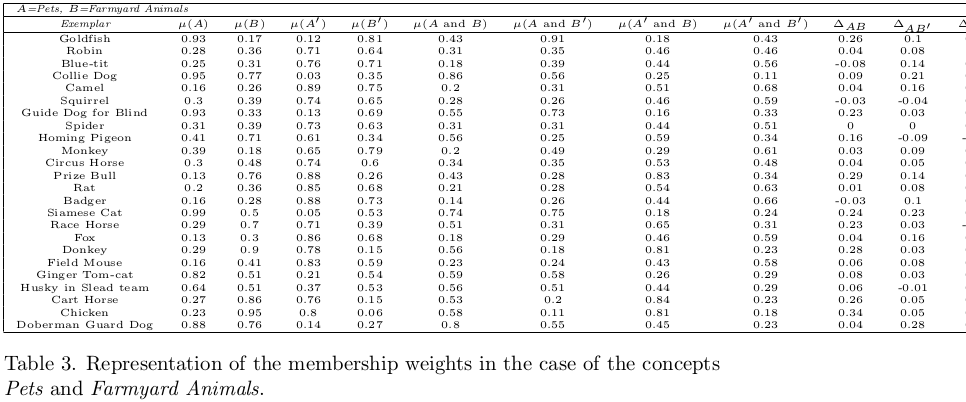 A=Pets, B=Farmyard Animals
Exemplar μ(A) μ(B) μ(A′) μ(B′) μ(A and B) μ(A and B′) μ(A′ and B) μ(A′ and B′) Δ_AB Δ_AB′
Goldfish 0.93 0.17 0.12 0.81 0.43 0.91 0.18 0.43 0.26 0.1
Robin 0.28 0.36 0.71 0.64 0.31 0.35 0.46 0.46 0.04 0.08
Blue-tit 0.25 0.31 0.76 0.71 0.18 0.39 0.44 0.56 -0.08 0.14
Collie Dog 0.95 0.77 0.03 0.35 0.86 0.56 0.25 0.11 0.09 0.21
Camel 0.16 0.26 0.89 0.75 0.2 0.31 0.51 0.68 0.04 0.16
Squirrel 0.3 0.39 0.74 0.65 0.28 0.26 0.46 0.59 -0.03 -0.04
Guide Dog for Blind 0.93 0.33 0.13 0.69 0.55 0.73 0.16 0.33 0.23 0.03
Spider 0.31 0.39 0.73 0.63 0.31 0.31 0.44 0.51 0 0
Homing Pigeon 0.41 0.71 0.61 0.34 0.56 0.25 0.59 0.34 0.16 -0.09
Monkey 0.39 0.18 0.65 0.79 0.2 0.49 0.29 0.61 0.03 0.09
Circus Horse 0.3 0.48 0.74 0.6 0.34 0.35 0.53 0.48 0.04 0.05
Prize Bull 0.13 0.76 0.88 0.26 0.43 0.28 0.83 0.34 0.29 0.14
Rat 0.2 0.36 0.85 0.68 0.21 0.28 0.54 0.63 0.01 0.08
Badger 0.16 0.28 0.88 0.73 0.14 0.26 0.44 0.66 -0.03 0.1
Siamese Cat 0.99 0.5 0.05 0.53 0.74 0.75 0.18 0.24 0.24 0.23
Race Horse 0.29 0.7 0.71 0.39 0.51 0.31 0.65 0.31 0.23 0.03
Fox 0.13 0.3 0.86 0.68 0.18 0.29 0.46 0.59 0.04 0.16
Donkey 0.29 0.9 0.78 0.15 0.56 0.18 0.81 0.23 0.28 0.03
Field Mouse 0.16 0.41 0.83 0.59 0.23 0.24 0.43 0.58 0.06 0.08
Ginger Tom-cat 0.82 0.51 0.21 0.54 0.59 0.58 0.26 0.29 0.08 0.03
Husky in Slead team 0.64 0.51 0.37 0.53 0.56 0.51 0.44 0.29 0.06 -0.01
Cart Horse 0.27 0.86 0.76 0.15 0.53 0.2 0.84 0.23 0.26 0.05
Chicken 0.23 0.95 0.8 0.06 0.58 0.11 0.81 0.18 0.34 0.05
Doberman Guard Dog 0.88 0.76 0.14 0.27 0.8 0.55 0.45 0.23 0.04 0.28
Table 3. Representation of the membership weights in the case of the concepts
Pets and Farmyard Animals.